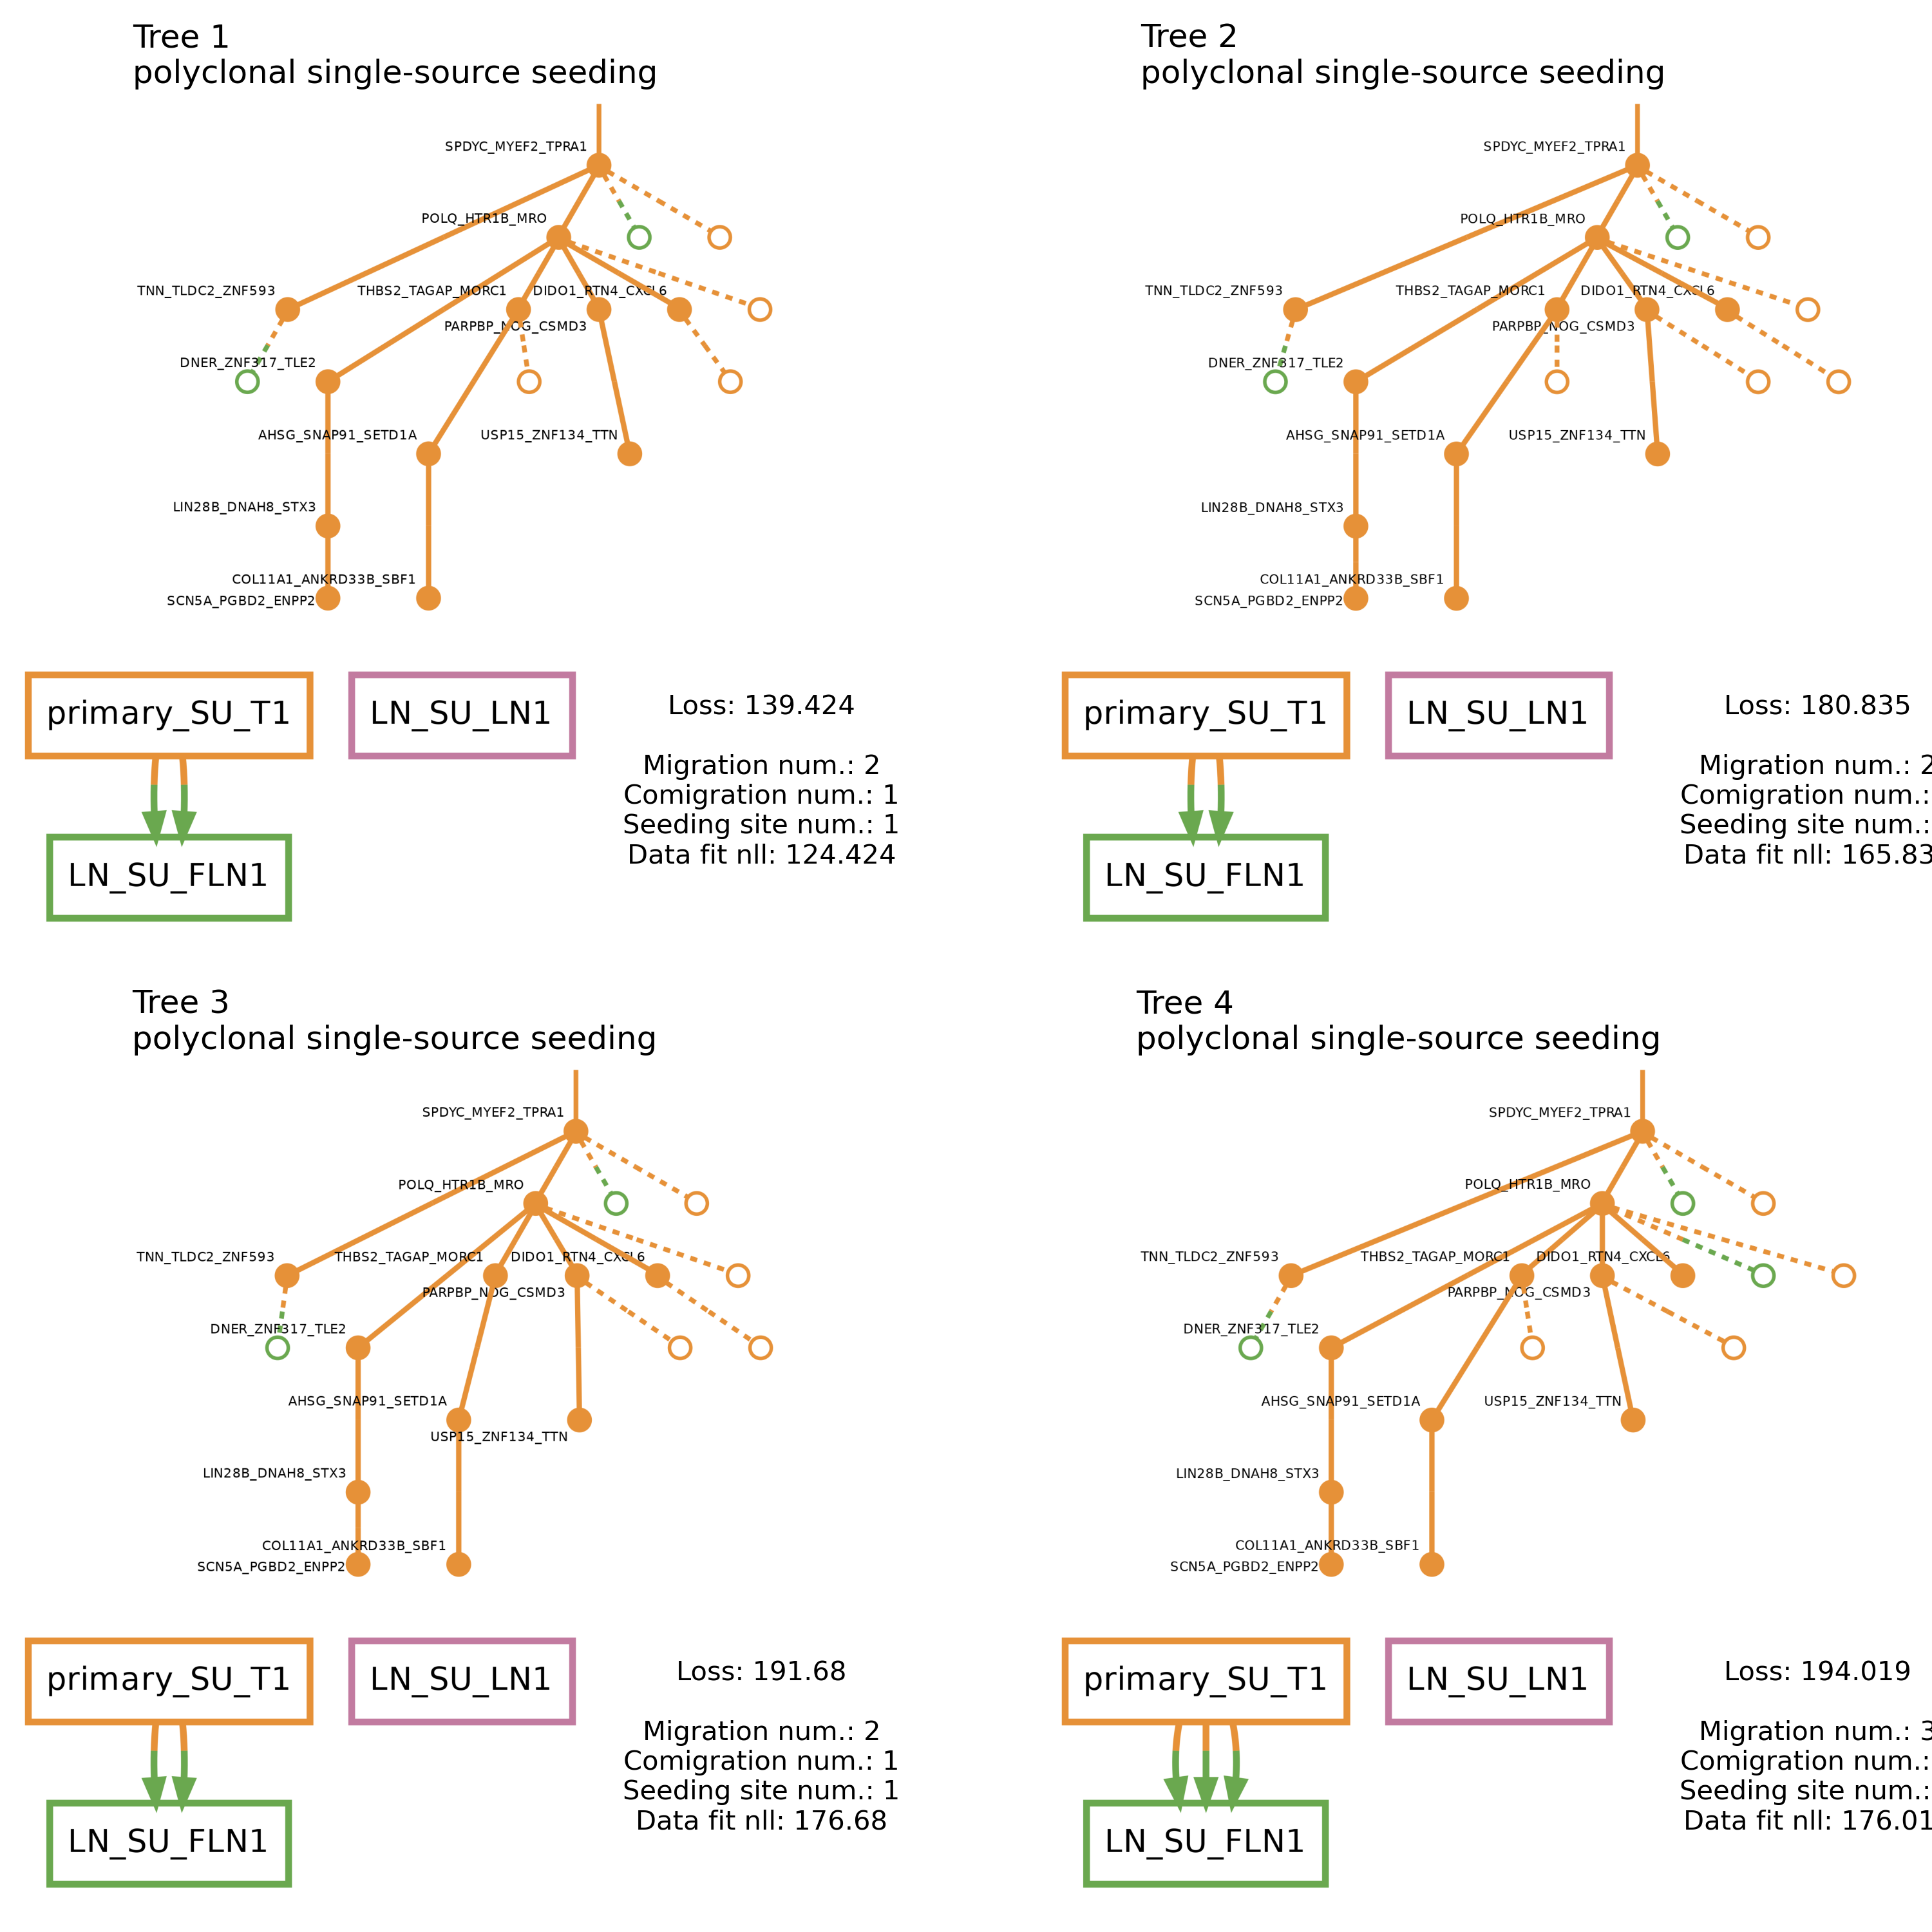 Tree 1
polyclonal single-source seeding
SPDYC_MYEF2_TPRA1
POLQ_HTR1B_MRO
TNN_TLDC2_ZNF593
THBS2_TAGAP_MORC1
DIDO1_RTN4_CXCL6
PARPBP_NOG_CSMD3
DNER_ZNF317_TLE2
AHSG_SNAP91_SETD1A
USP15_ZNF134_TTN
LIN28B_DNAH8_STX3
COL11A1_ANKRD33B_SBF1
SCN5A_PGBD2_ENPP2
primary_SU_T1
LN_SU_LN1
LN_SU_FLN1
Loss: 139.424
Migration num.: 2
Comigration num.: 1
Seeding site num.: 1
Data fit nll: 124.424
Tree 2
polyclonal single-source seeding
SPDYC_MYEF2_TPRA1
POLQ_HTR1B_MRO
TNN_TLDC2_ZNF593
THBS2_TAGAP_MORC1
DIDO1_RTN4_CXCL6
PARPBP_NOG_CSMD3
DNER_ZNF317_TLE2
AHSG_SNAP91_SETD1A
USP15_ZNF134_TTN
LIN28B_DNAH8_STX3
COL11A1_ANKRD33B_SBF1
SCN5A_PGBD2_ENPP2
primary_SU_T1
LN_SU_LN1
LN_SU_FLN1
Loss: 180.835
Migration num.: 2
Comigration num.:
Seeding site num.:
Data fit nll: 165.83
Tree 3
polyclonal single-source seeding
SPDYC_MYEF2_TPRA1
POLQ_HTR1B_MRO
TNN_TLDC2_ZNF593
THBS2_TAGAP_MORC1
DIDO1_RTN4_CXCL6
PARPBP_NOG_CSMD3
DNER_ZNF317_TLE2
AHSG_SNAP91_SETD1A
USP15_ZNF134_TTN
LIN28B_DNAH8_STX3
COL11A1_ANKRD33B_SBF1
SCN5A_PGBD2_ENPP2
primary_SU_T1
LN_SU_LN1
LN_SU_FLN1
Loss: 191.68
Migration num.: 2
Comigration num.: 1
Seeding site num.: 1
Data fit nll: 176.68
Tree 4
polyclonal single-source seeding
SPDYC_MYEF2_TPRA1
POLQ_HTR1B_MRO
TNN_TLDC2_ZNF593
THBS2_TAGAP_MORC1
DIDO1_RTN4_CXCL6
PARPBP_NOG_CSMD3
DNER_ZNF317_TLE2
AHSG_SNAP91_SETD1A
USP15_ZNF134_TTN
LIN28B_DNAH8_STX3
COL11A1_ANKRD33B_SBF1
SCN5A_PGBD2_ENPP2
primary_SU_T1
LN_SU_LN1
LN_SU_FLN1
Loss: 194.019
Migration num.: 3
Comigration num.:
Seeding site num.:
Data fit nll: 176.01